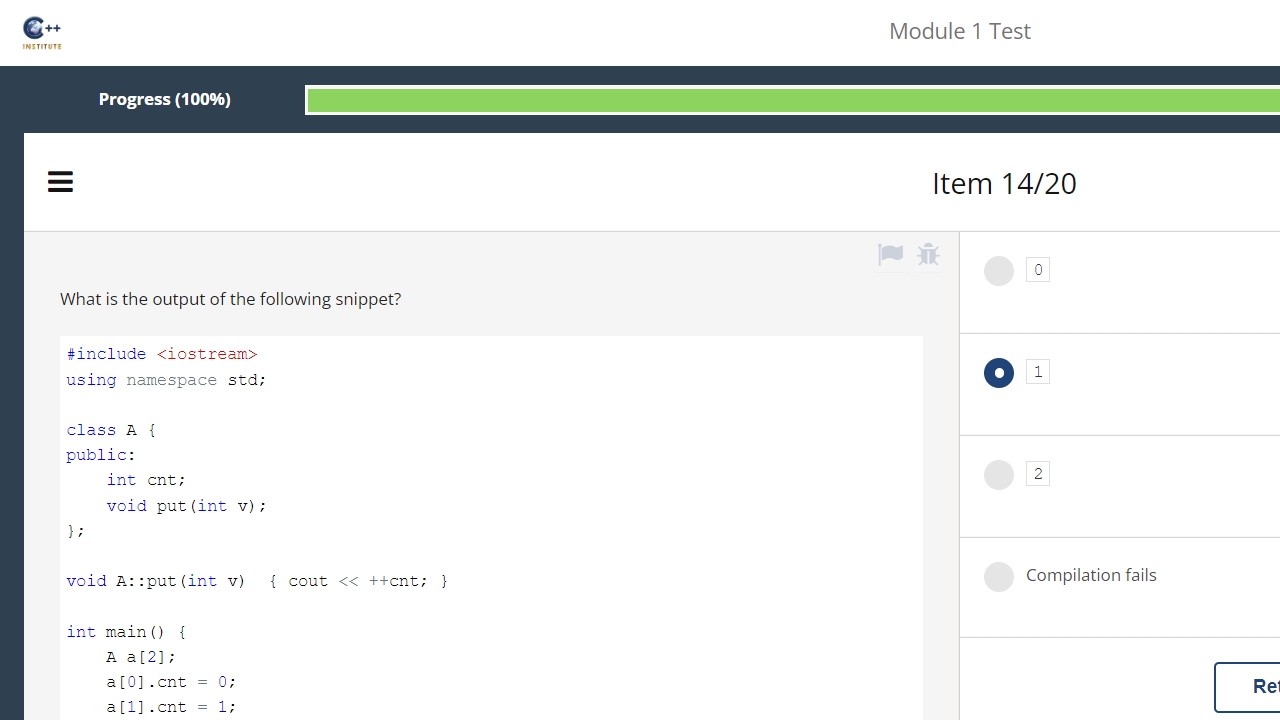 C++
INSTITUTE
Module 1 Test
Progress (100%)
Item 14/20
What is the output of the following snippet?
#include <iostream>
using namespace std;
class A {
public:
    int cnt;
    void put(int v);
};
void A::put(int v)  { cout << ++cnt; }
int main() {
    A a[2];
    a[0].cnt = 0;
    a[1].cnt = 1;
0
1
2
Compilation fails